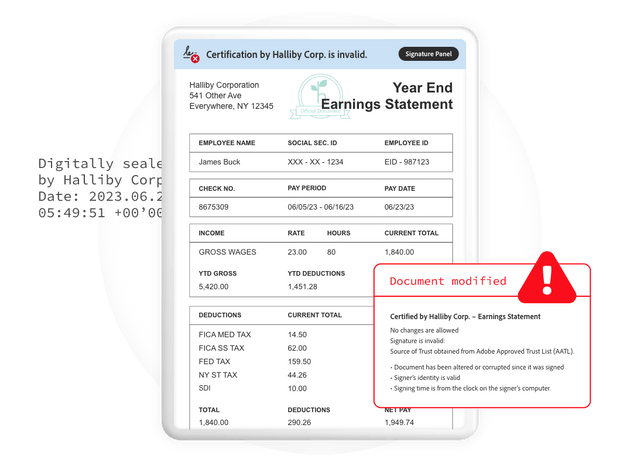 Certification by Halliby Corp. is invalid.
Signature Panel
Halliby Corporation
541 Other Ave
Everywhere, NY 12345
Official Document
Year End
Earnings Statement
Digitally seale
by Halliby Corp
Date: 2023.06.2
05:49:51 +00'00
EMPLOYEE NAME SOCIAL SEC. ID EMPLOYEE ID
James Buck XXX - XX - 1234 EID - 987123
CHECK NO. PAY PERIOD PAY DATE
8675309 06/05/23 - 06/16/23 06/23/23
INCOME RATE HOURS CURRENT TOTAL
GROSS WAGES 23.00 80 1,840.00
YTD GROSS YTD DEDUCTIONS
5,420.00 1,451.28
DEDUCTIONS CURRENT TOTAL
FICA MED TAX 14.50
FICA SS TAX 62.00
FED TAX 159.50
NY ST TAX 44.26
SDI 10.00
TOTAL DEDUCTIONS NET PAY
1,840.00 290.26 1,949.74
Document modified
Certified by Halliby Corp. – Earnings Statement
No changes are allowed
Signature is invalid:
Source of Trust obtained from Adobe Approved Trust List (AATL).
• Document has been altered or corrupted since it was signed
• Signer's identity is valid
• Signing time is from the clock on the signer's computer.